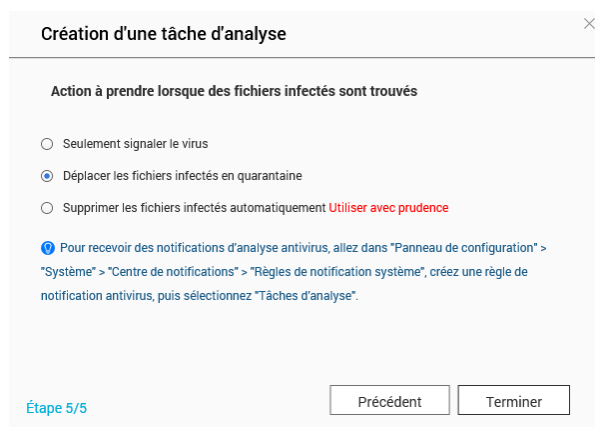 Création d'une tâche d'analyse
Action à prendre lorsque des fichiers infectés sont trouvés
Seulement signaler le virus
Déplacer les fichiers infectés en quarantaine
Supprimer les fichiers infectés automatiquement Utiliser avec prudence
Pour recevoir des notifications d'analyse antivirus, allez dans "Panneau de configuration" >
"Système" > "Centre de notifications" > "Règles de notification système", créez une règle de
notification antivirus, puis sélectionnez "Tâches d'analyse".
Étape 5/5
Précédent
Terminer